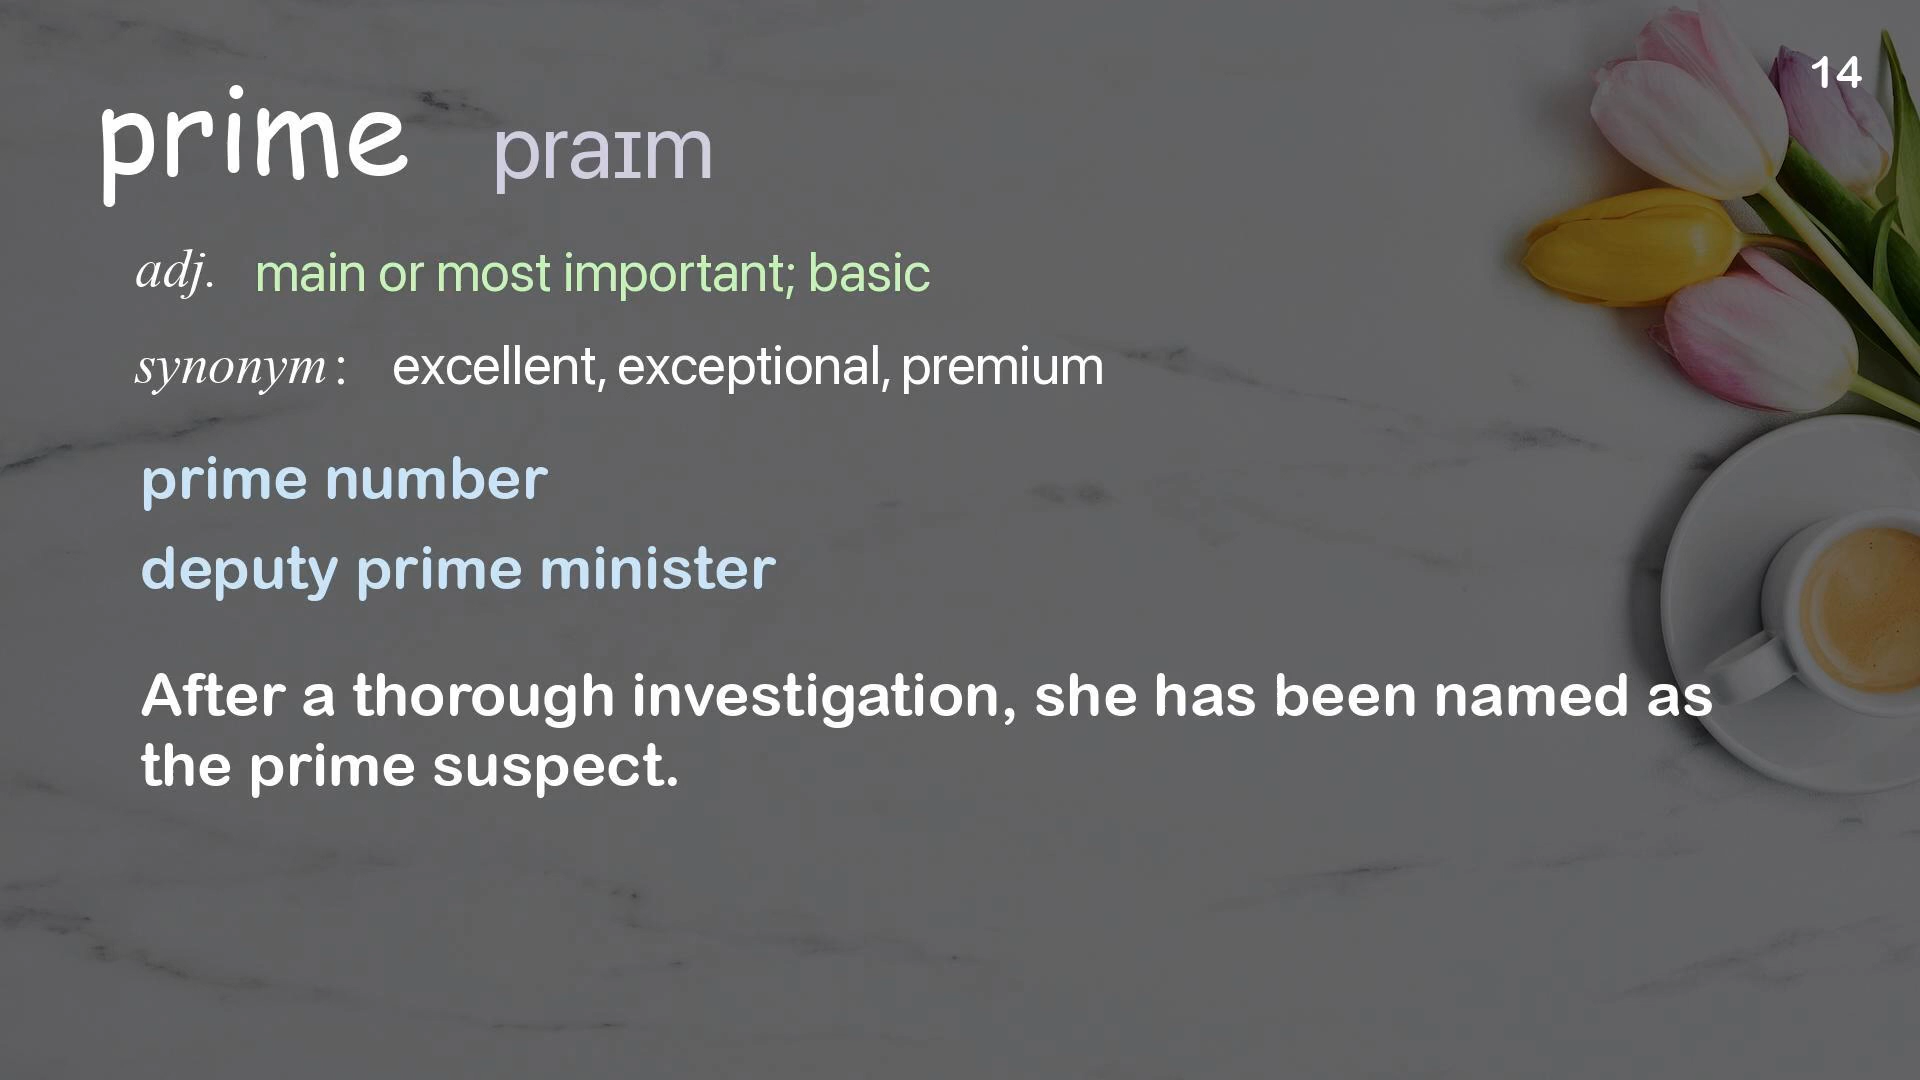 14
prime praɪm
adj. main or most important; basic
synonym: excellent, exceptional, premium
prime number
deputy prime minister
After a thorough investigation, she has been named as
the prime suspect.